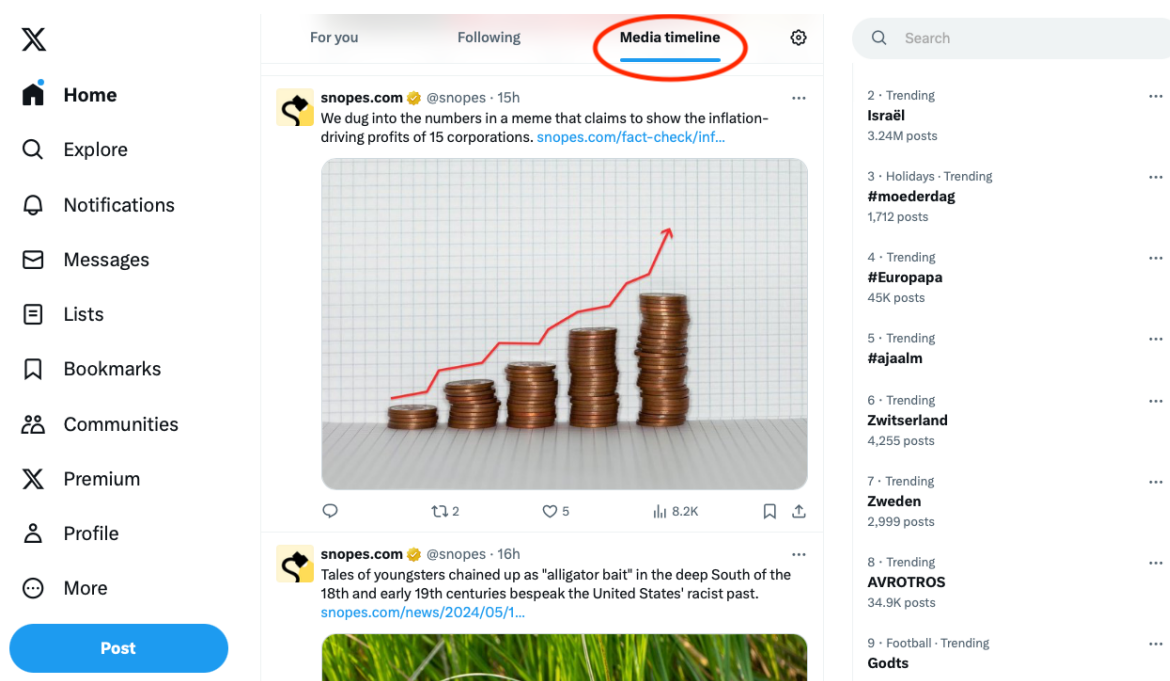 Home
Explore
Notifications
Messages
Lists
Bookmarks
Communities
Premium
Profile
More
Post
For you
Following
Media timeline
snopes.com @snopes · 15h
We dug into the numbers in a meme that claims to show the inflation-
driving profits of 15 corporations. snopes.com/fact-check/inf…
2
5
8.2K
snopes.com @snopes · 16h
Tales of youngsters chained up as "alligator bait" in the deep South of the
18th and early 19th centuries bespeak the United States' racist past.
snopes.com/news/2024/05/1…
Search
2 · Trending
Israël
3.24M posts
3 · Holidays · Trending
#moederdag
1,712 posts
4 · Trending
#Europapa
45K posts
5 · Trending
#ajaalm
6 · Trending
Zwitserland
4,255 posts
7 · Trending
Zweden
2,999 posts
8 · Trending
AVROTROS
34.9K posts
9 · Football · Trending
Godts